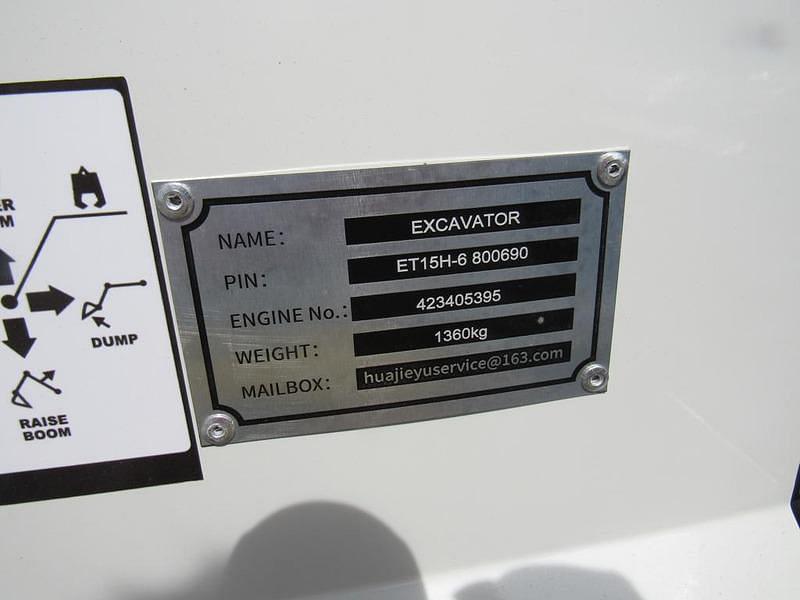 NAME: EXCAVATOR
PIN: ET15H-6 800690
ENGINE No.: 423405395
WEIGHT: 1360kg
MAILBOX: huajieyuservice@163.com
DUMP
RAISE
BOOM